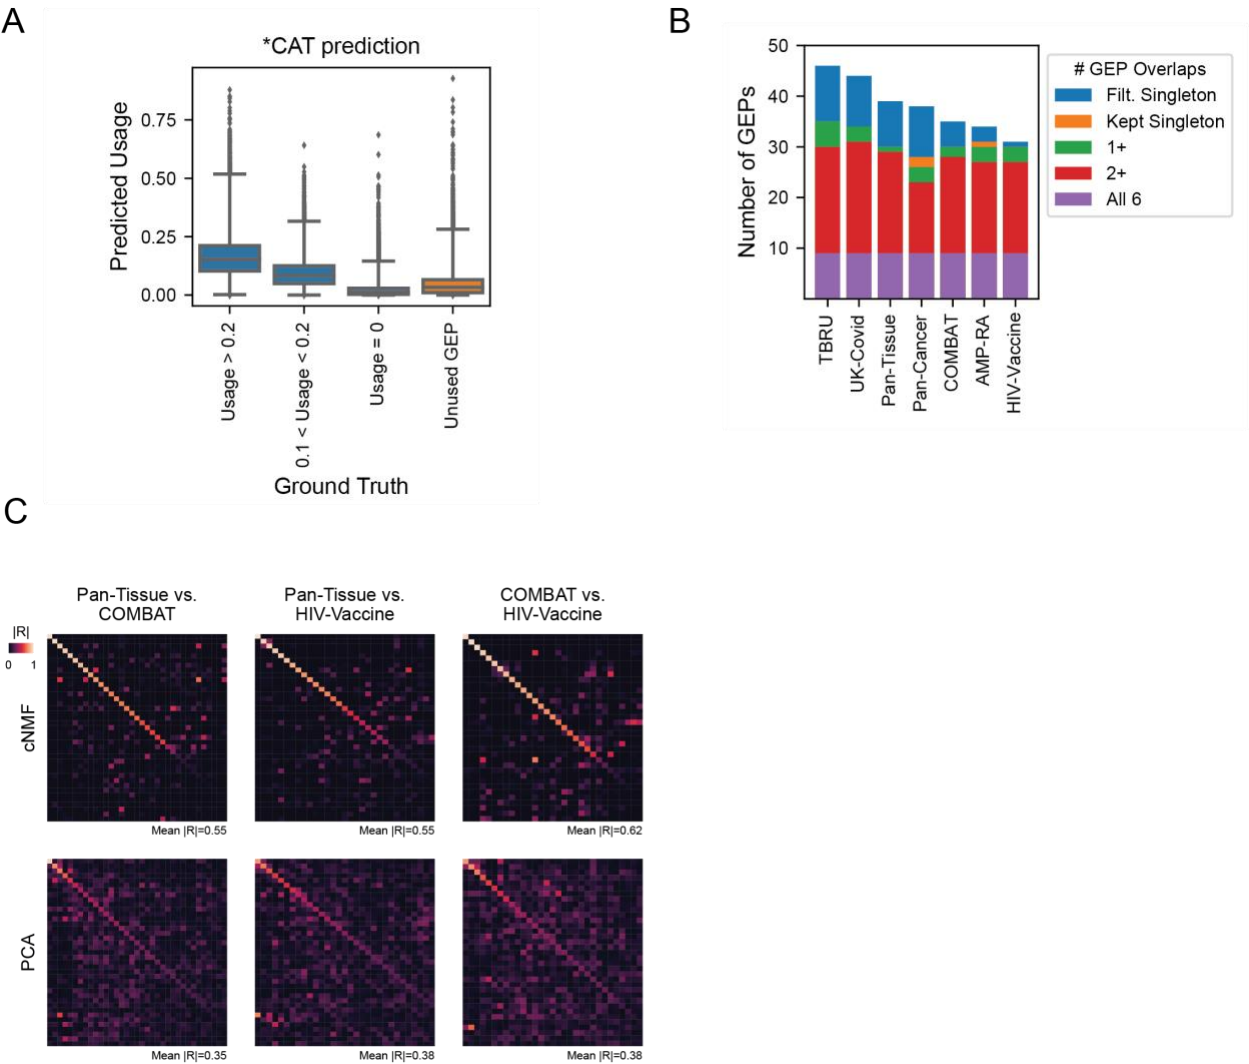 A
*CAT prediction
Predicted Usage
0.75
0.50
0.25
0.00
Usage > 0.2
0.1 < Usage < 0.2
Usage = 0
Unused GEP
Ground Truth
B
Number of GEPs
50
40
30
20
10
TBRU
UK-Covid
Pan-Tissue
Pan-Cancer
COMBAT
AMP-RA
HIV-Vaccine
# GEP Overlaps
Filt. Singleton
Kept Singleton
1+
2+
All 6
C
Pan-Tissue vs.
COMBAT
Pan-Tissue vs.
HIV-Vaccine
COMBAT vs.
HIV-Vaccine
|R|
0 1
cNMF
Mean |R|=0.55
Mean |R|=0.55
Mean |R|=0.62
PCA
Mean |R|=0.35
Mean |R|=0.38
Mean |R|=0.38